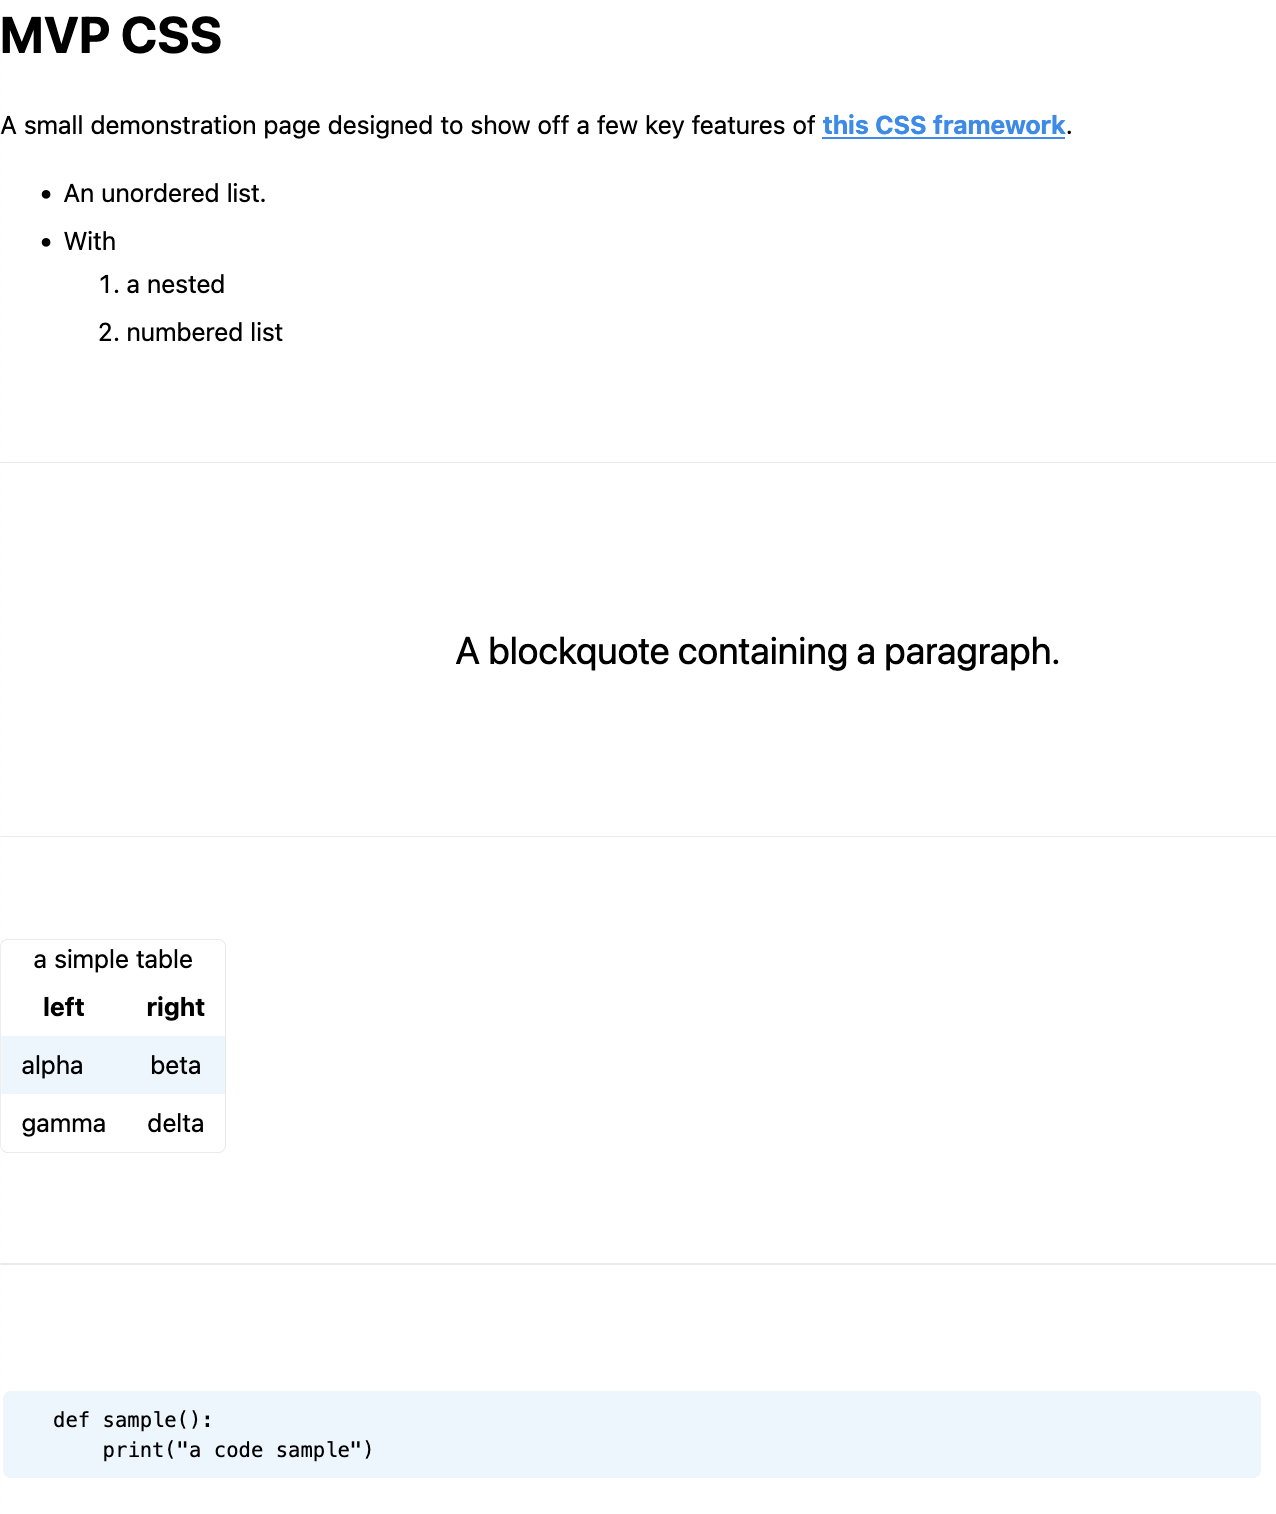 MVP CSS
A small demonstration page designed to show off a few key features of this CSS framework.
• An unordered list.
• With
1. a nested
2. numbered list
A blockquote containing a paragraph.
a simple table
left right
alpha beta
gamma delta
def sample():
    print("a code sample")